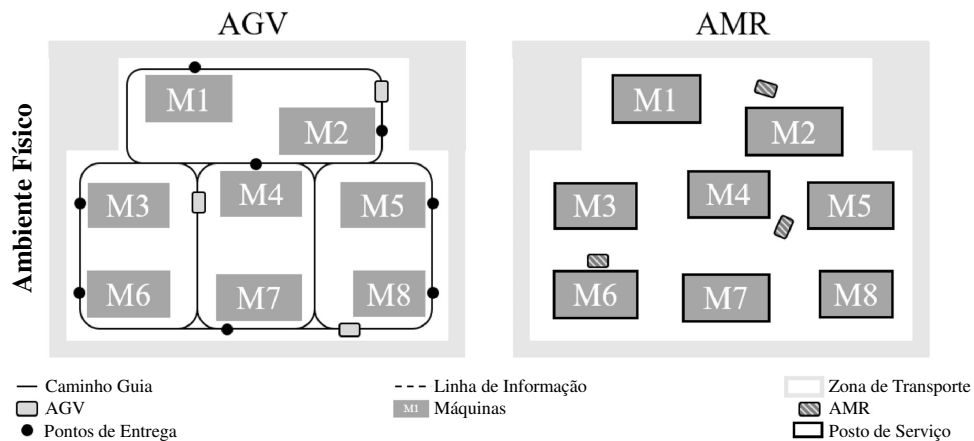 AGV
AMR
Ambiente Físico
M1
M2
M3
M4
M5
M6
M7
M8
M1
M2
M3
M4
M5
M6
M7
M8
Caminho Guia
Linha de Informação
Zona de Transporte
AGV
M1 Máquinas
AMR
Pontos de Entrega
Posto de Serviço